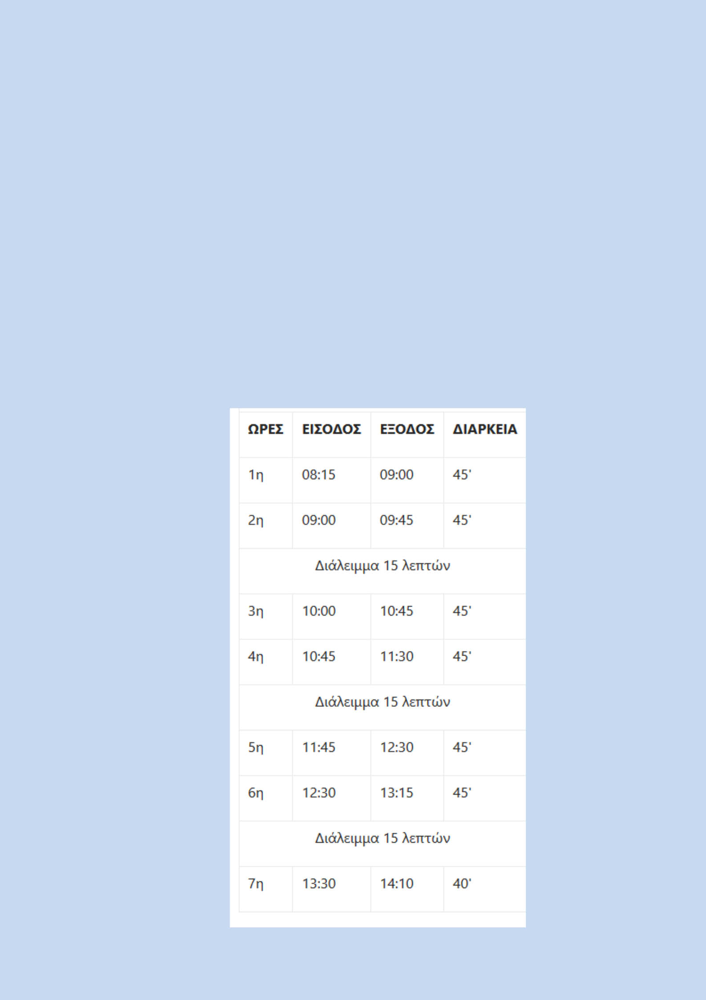 ΩΡΕΣ ΕΙΣΟΔΟΣ ΕΞΟΔΟΣ ΔΙΑΡΚΕΙΑ
1η 08:15 09:00 45'
2η 09:00 09:45 45'
Διάλειμμα 15 λεπτών
3η 10:00 10:45 45'
4η 10:45 11:30 45'
Διάλειμμα 15 λεπτών
5η 11:45 12:30 45'
6η 12:30 13:15 45'
Διάλειμμα 15 λεπτών
7η 13:30 14:10 40'